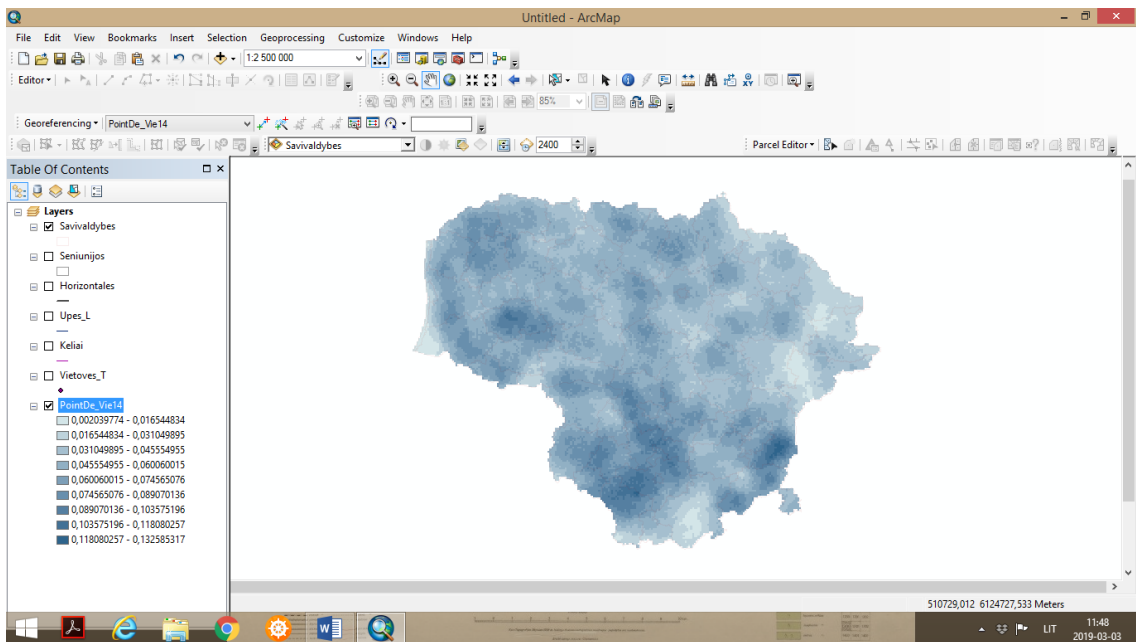 Untitled - ArcMap
File Edit View Bookmarks Insert Selection Geoprocessing Customize Windows Help
1:2 500 000
Editor
85%
Georeferencing PointDe_Vie14
Savivaldybes 2400 Parcel Editor
Table Of Contents
Layers
Savivaldybes
Seniunijos
Horizontales
Upes_L
Keliai
Vietoves_T
PointDe_Vie14
0,002039774 - 0,016544834
0,016544834 - 0,031049895
0,031049895 - 0,045554955
0,045554955 - 0,060060015
0,060060015 - 0,074565076
0,074565076 - 0,089070136
0,089070136 - 0,103575196
0,103575196 - 0,118080257
0,118080257 - 0,132585317
510729,012 6124727,533 Meters
LIT
11:48
2019-03-03